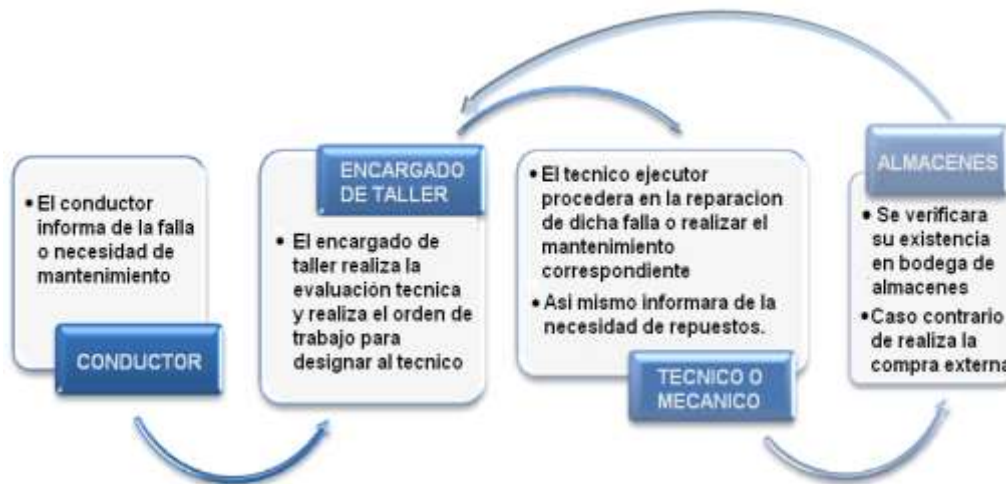 • El conductor
informa de la falla
o necesidad de
mantenimiento
CONDUCTOR
ENCARGADO
DE TALLER
• El encargado de
taller realiza la
evaluación tecnica
y realiza el orden de
trabajo para
designar al tecnico
• El tecnico ejecutor
procedera en la reparacion
de dicha falla o realizar el
mantenimiento
correspondiente
• Asi mismo informara de la
necesidad de repuestos.
TECNICO O
MECANICO
ALMACENES
• Se verificara
su existencia
en bodega de
almacenes
• Caso contrario
de realiza la
compra externa